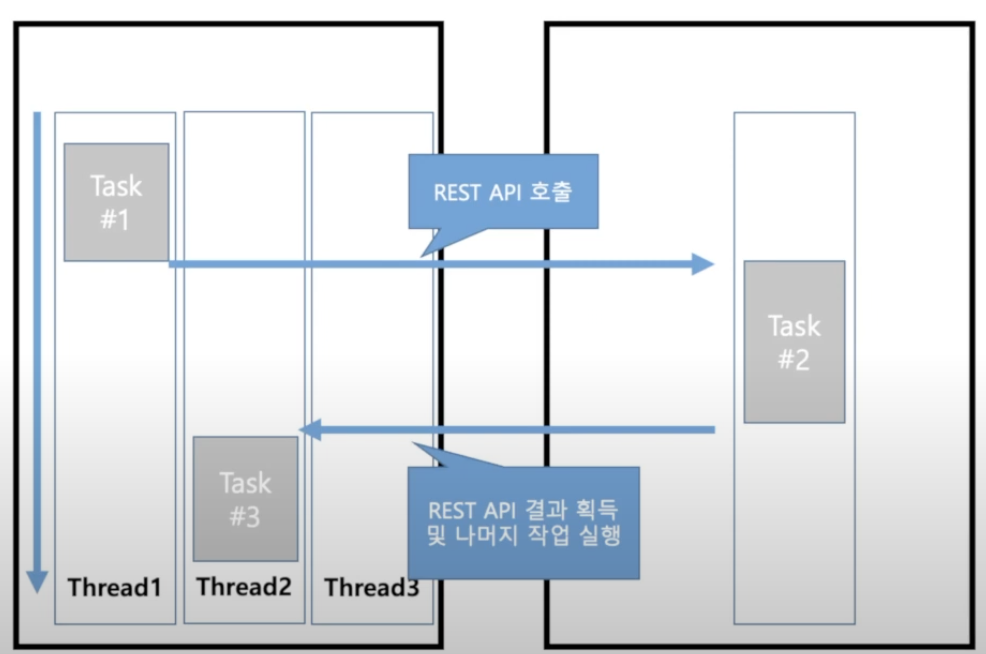 Task
#1
REST API 호출
Task
#2
Task
#3
REST API 결과 획득
및 나머지 작업 실행
Thread1
Thread2
Thread3